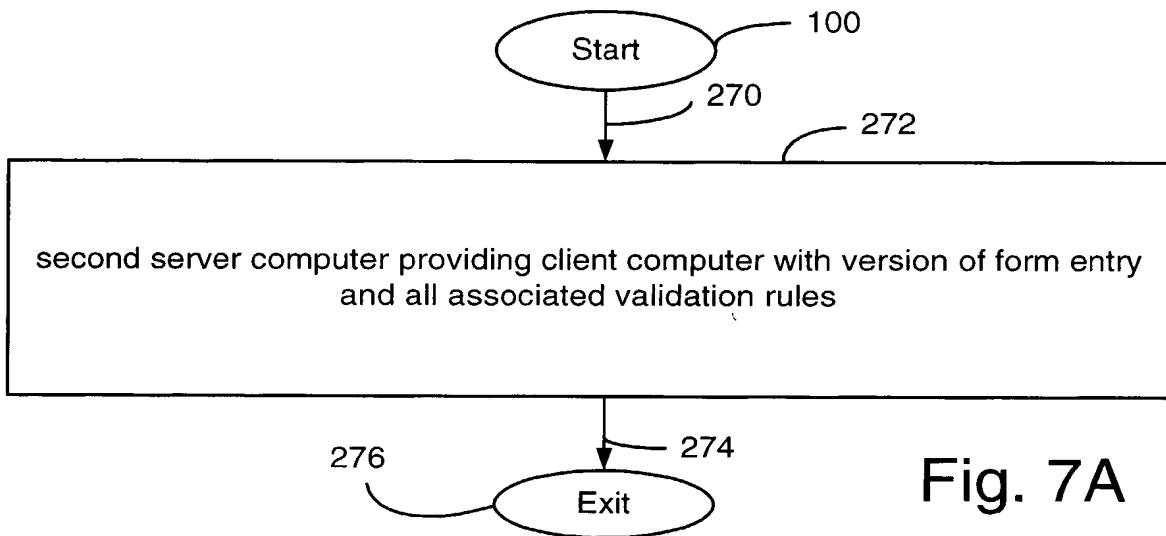 Start
100
270
272
second server computer providing client computer with version of form entry
and all associated validation rules
274
276
Exit
Fig. 7A